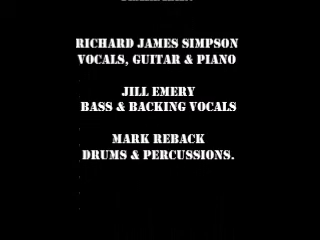 RICHARD JAMES SIMPSON
VOCALS, GUITAR & PIANO
JILL EMERY
BASS & BACKING VOCALS
MARK REBACK
DRUMS & PERCUSSIONS.